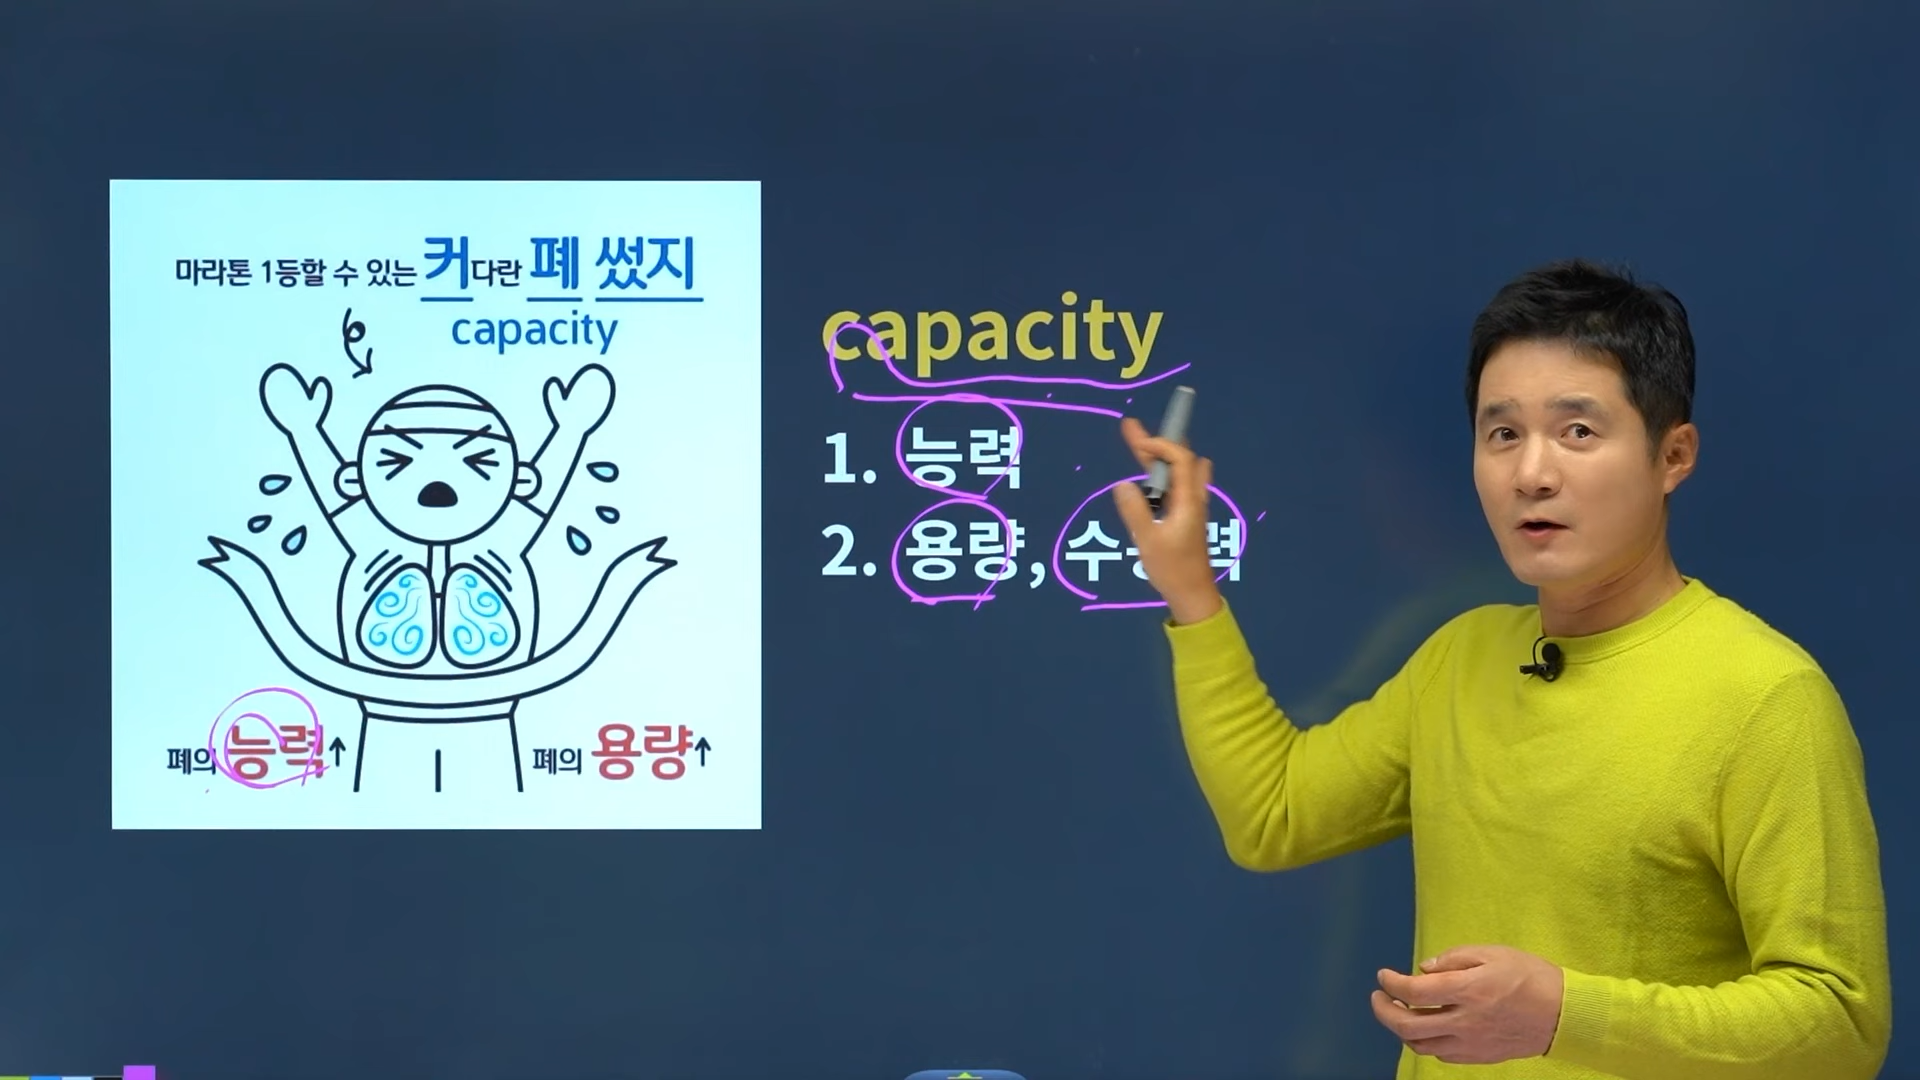 마라톤 1등할 수 있는 커다란 폐 썼지
capacity
폐의 능력↑
폐의 용량↑
capacity
1. 능력
2. 용량,